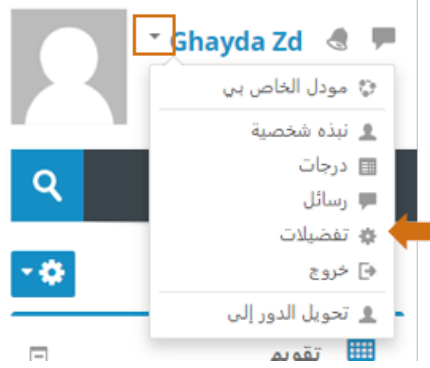 Ghayda Zd
مودل الخاص بي
نبذه شخصية
درجات
رسائل
تفضيلات
خروج
تحويل الدور إلى
تقويم